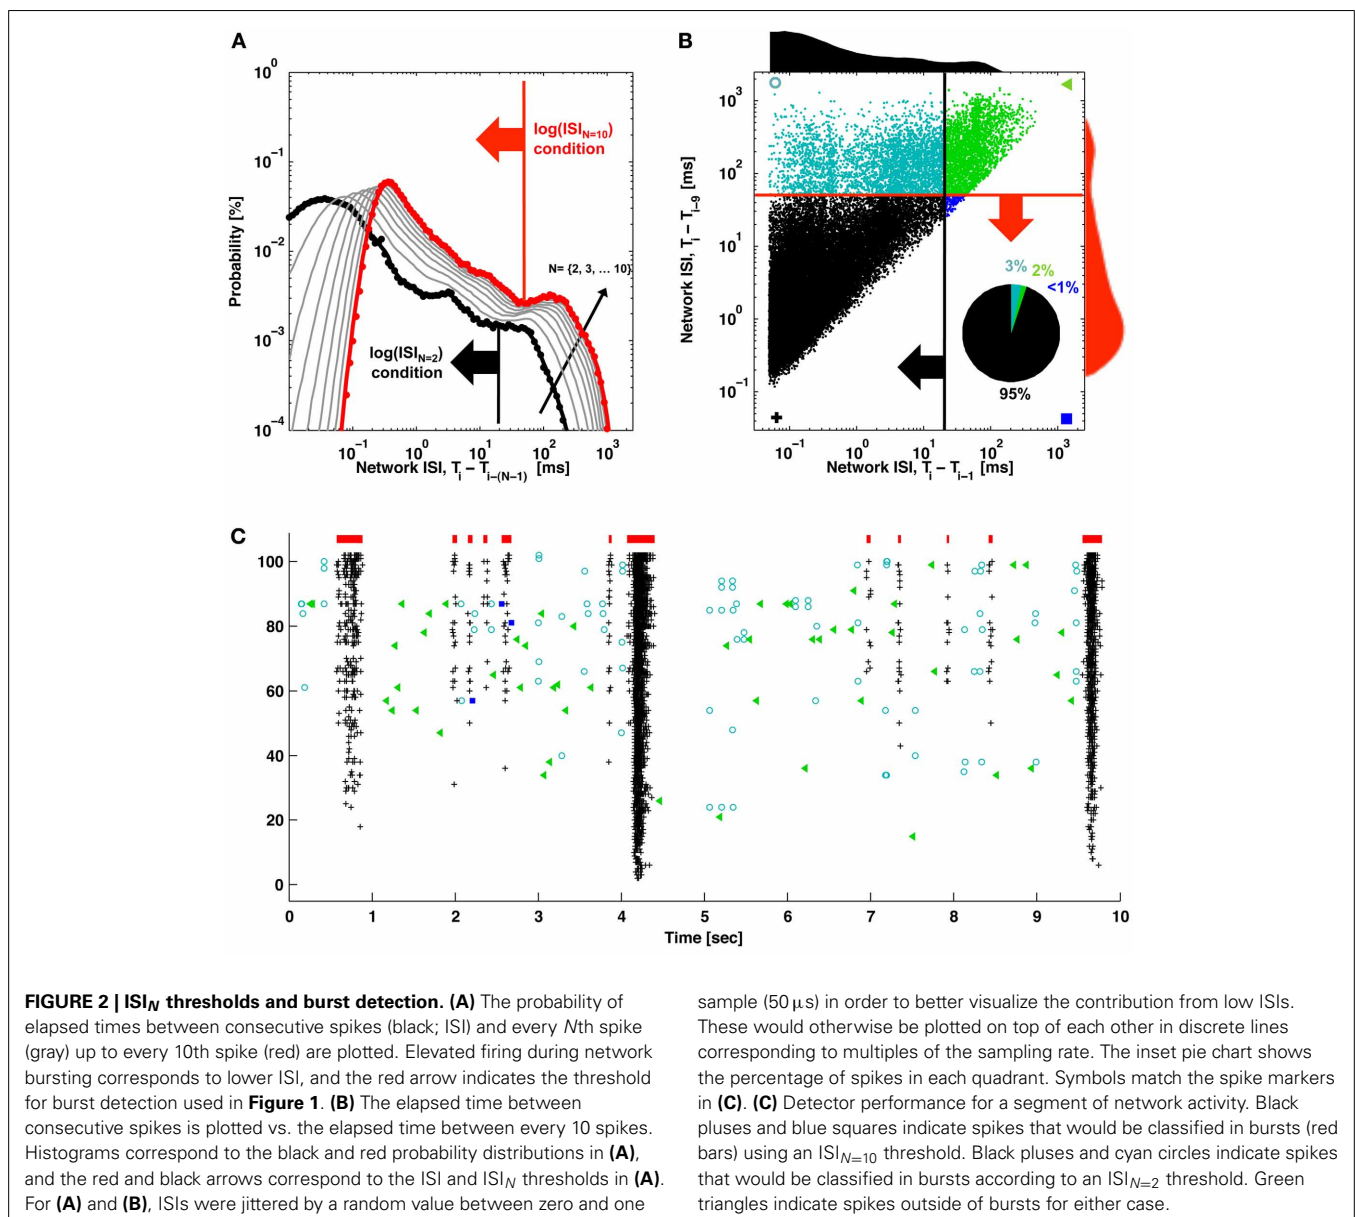 A
10^0
10^-1
10^-2
10^-3
10^-4
Probability [%]
log(ISI_N=10)
condition
N= {2, 3, ... 10}
log(ISI_N=2)
condition
10^-1 10^0 10^1 10^2 10^3
Network ISI, T_i – T_i–(N–1) [ms]
B
10^3
10^2
10^1
10^0
10^-1
Network ISI, T_i – T_i–9 [ms]
3% 2%
<1%
95%
10^-1 10^0 10^1 10^2 10^3
Network ISI, T_i – T_i–1 [ms]
C
100
80
60
40
20
0
0 1 2 3 4 5 6 7 8 9 10
Time [sec]
FIGURE 2 | ISI_N thresholds and burst detection. (A) The probability of
elapsed times between consecutive spikes (black; ISI) and every Nth spike
(gray) up to every 10th spike (red) are plotted. Elevated firing during network
bursting corresponds to lower ISI, and the red arrow indicates the threshold
for burst detection used in Figure 1. (B) The elapsed time between
consecutive spikes is plotted vs. the elapsed time between every 10 spikes.
Histograms correspond to the black and red probability distributions in (A),
and the red and black arrows correspond to the ISI and ISI_N thresholds in (A).
For (A) and (B), ISIs were jittered by a random value between zero and one
sample (50 μs) in order to better visualize the contribution from low ISIs.
These would otherwise be plotted on top of each other in discrete lines
corresponding to multiples of the sampling rate. The inset pie chart shows
the percentage of spikes in each quadrant. Symbols match the spike markers
in (C). (C) Detector performance for a segment of network activity. Black
pluses and blue squares indicate spikes that would be classified in bursts (red
bars) using an ISI_N=10 threshold. Black pluses and cyan circles indicate spikes
that would be classified in bursts according to an ISI_N=2 threshold. Green
triangles indicate spikes outside of bursts for either case.